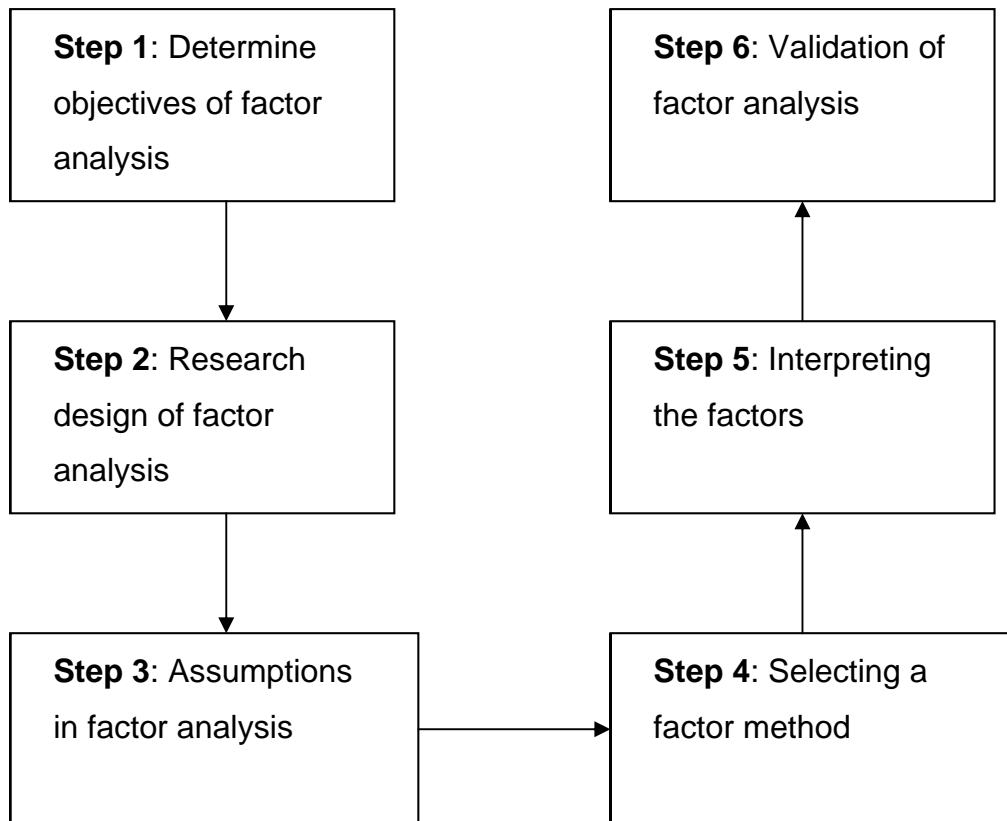 Step 1: Determine
objectives of factor
analysis
Step 2: Research
design of factor
analysis
Step 3: Assumptions
in factor analysis
Step 4: Selecting a
factor method
Step 5: Interpreting
the factors
Step 6: Validation of
factor analysis